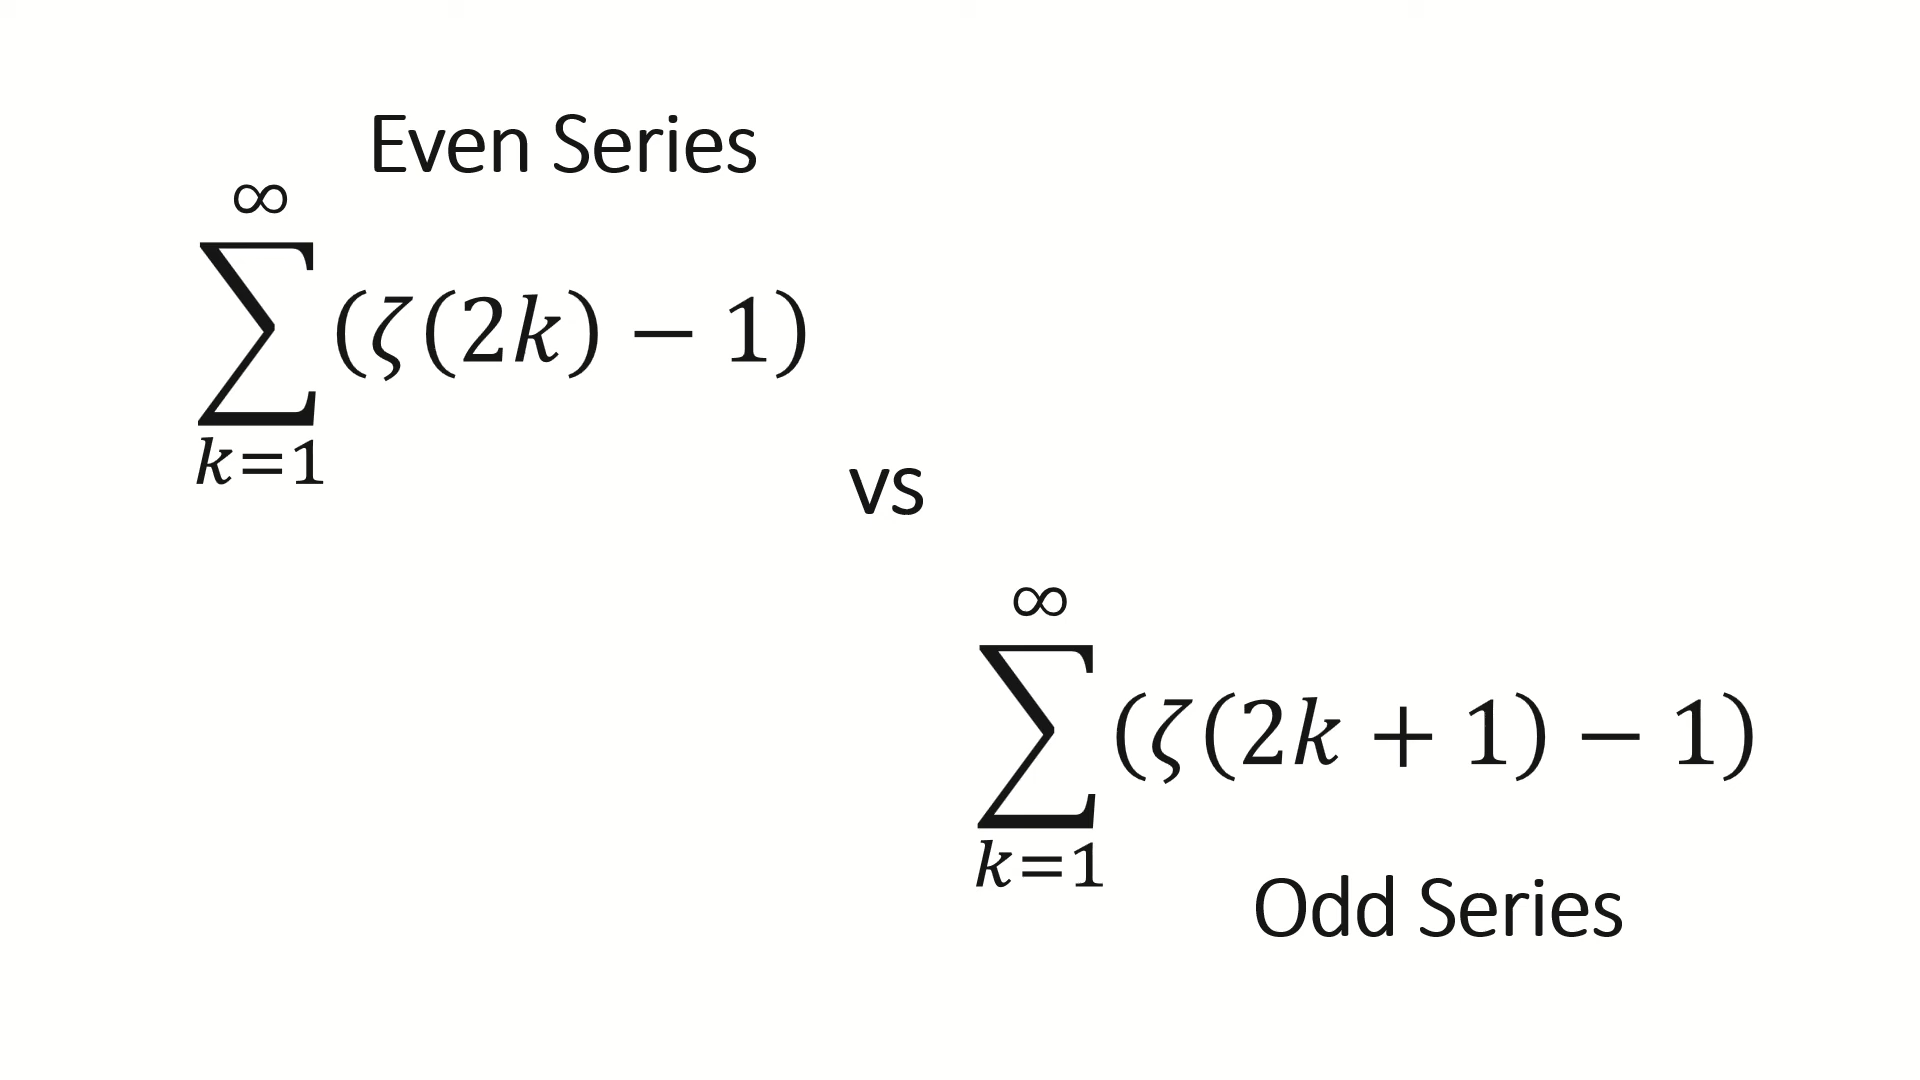 Even Series
∞
∑(ζ(2k) − 1)
k=1
vs
∞
∑(ζ(2k + 1) − 1)
k=1
Odd Series